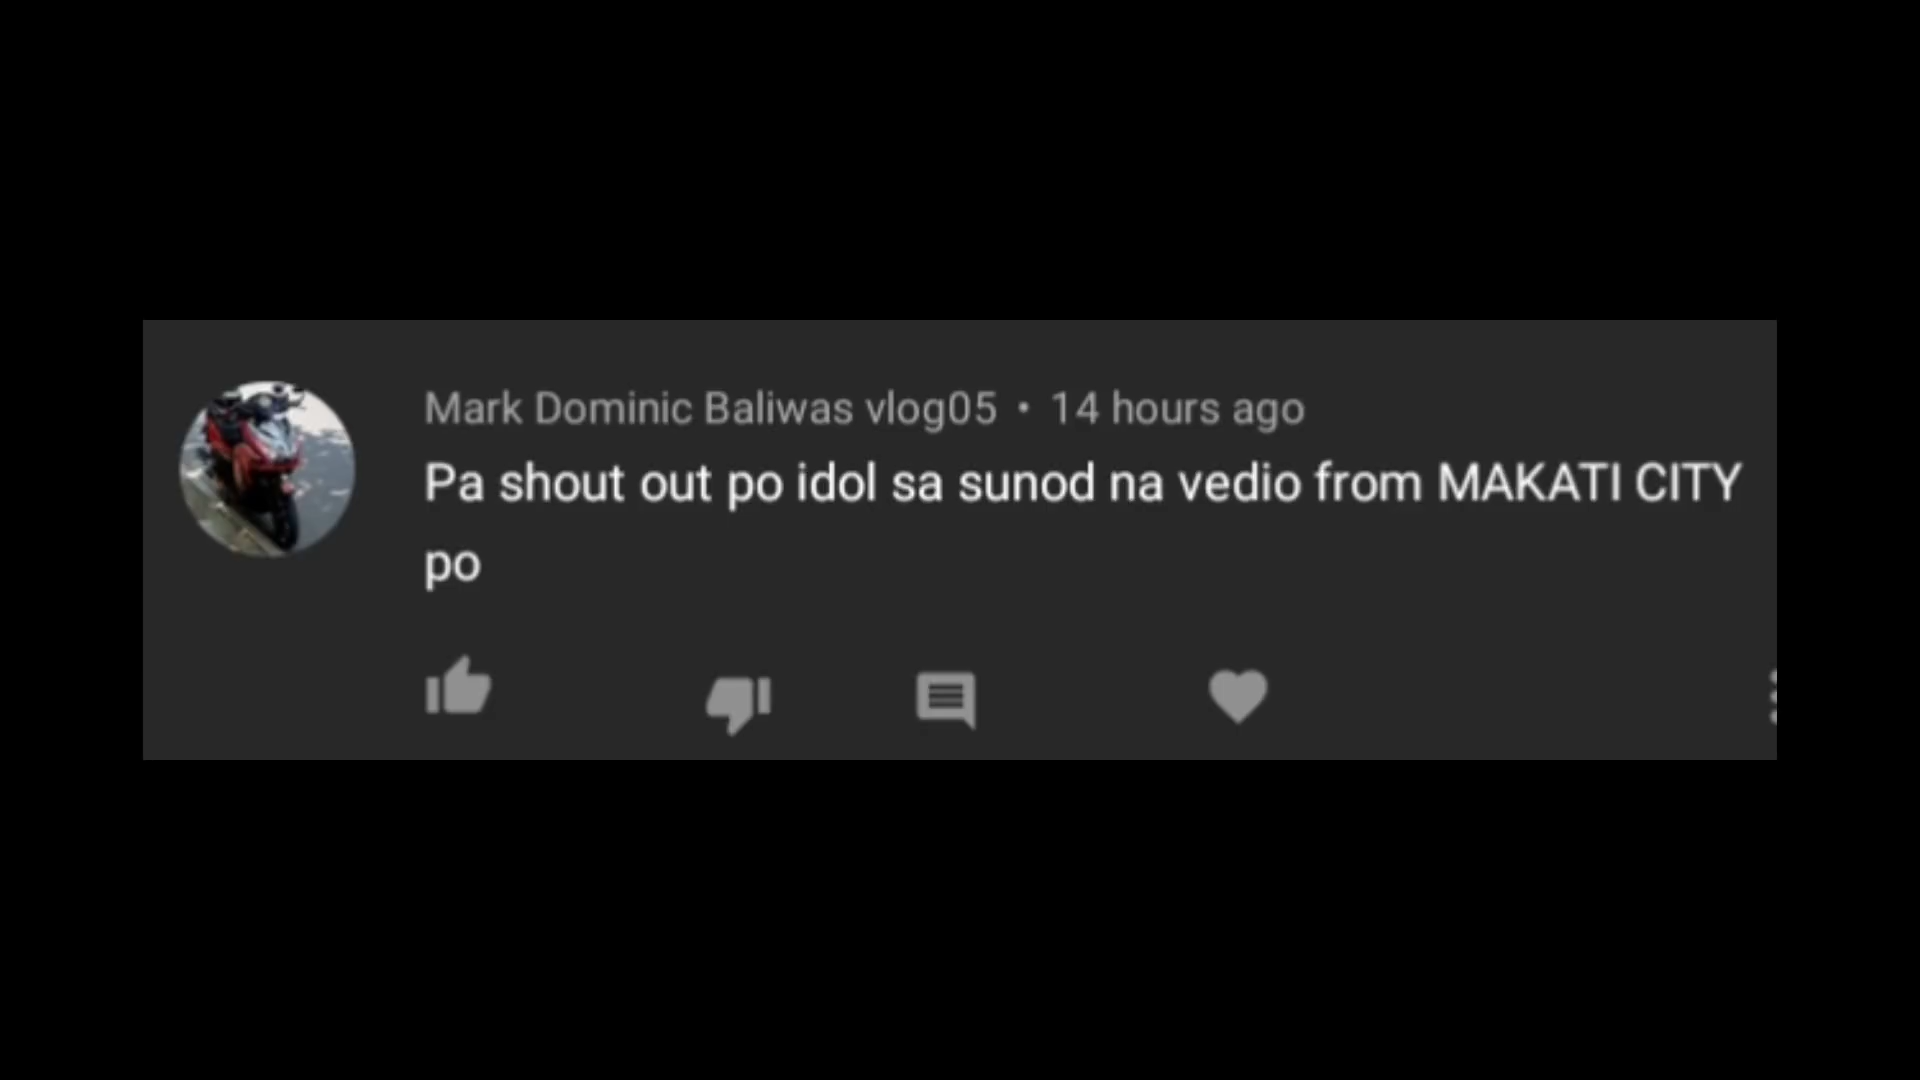 Mark Dominic Baliwas vlog05 • 14 hours ago
Pa shout out po idol sa sunod na vedio from MAKATI CITY
po